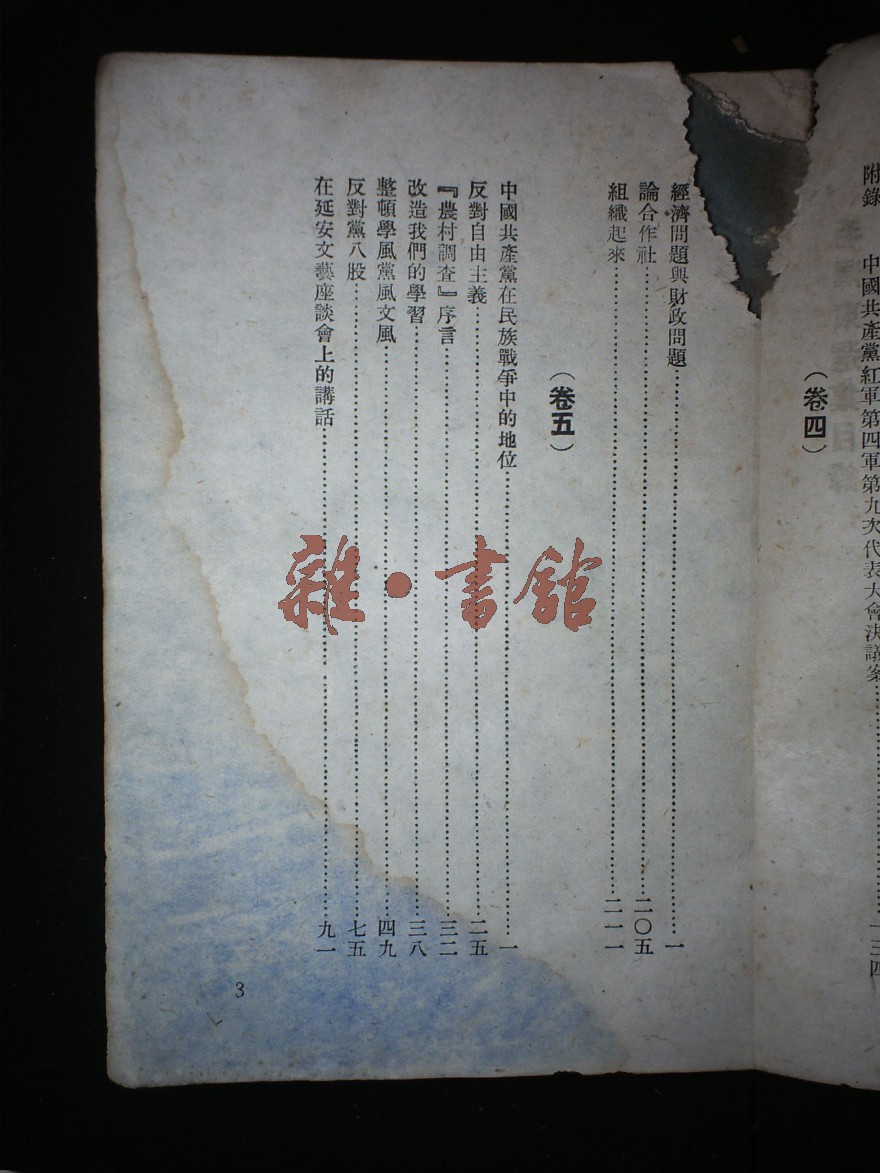 附錄 中國共產黨紅軍第四軍第九次代表大會決議案……一三四
（卷四）
經濟問題與財政問題……一
論合作社……二〇五
組織起來……二一一
（卷五）
中國共產黨在民族戰爭中的地位……一
反對自由主義……二五
『農村調查』序言……三二
改造我們的學習……三八
整頓學風黨風文風……四九
反對黨八股……七五
在延安文藝座談會上的講話……九一
3
雜·書館